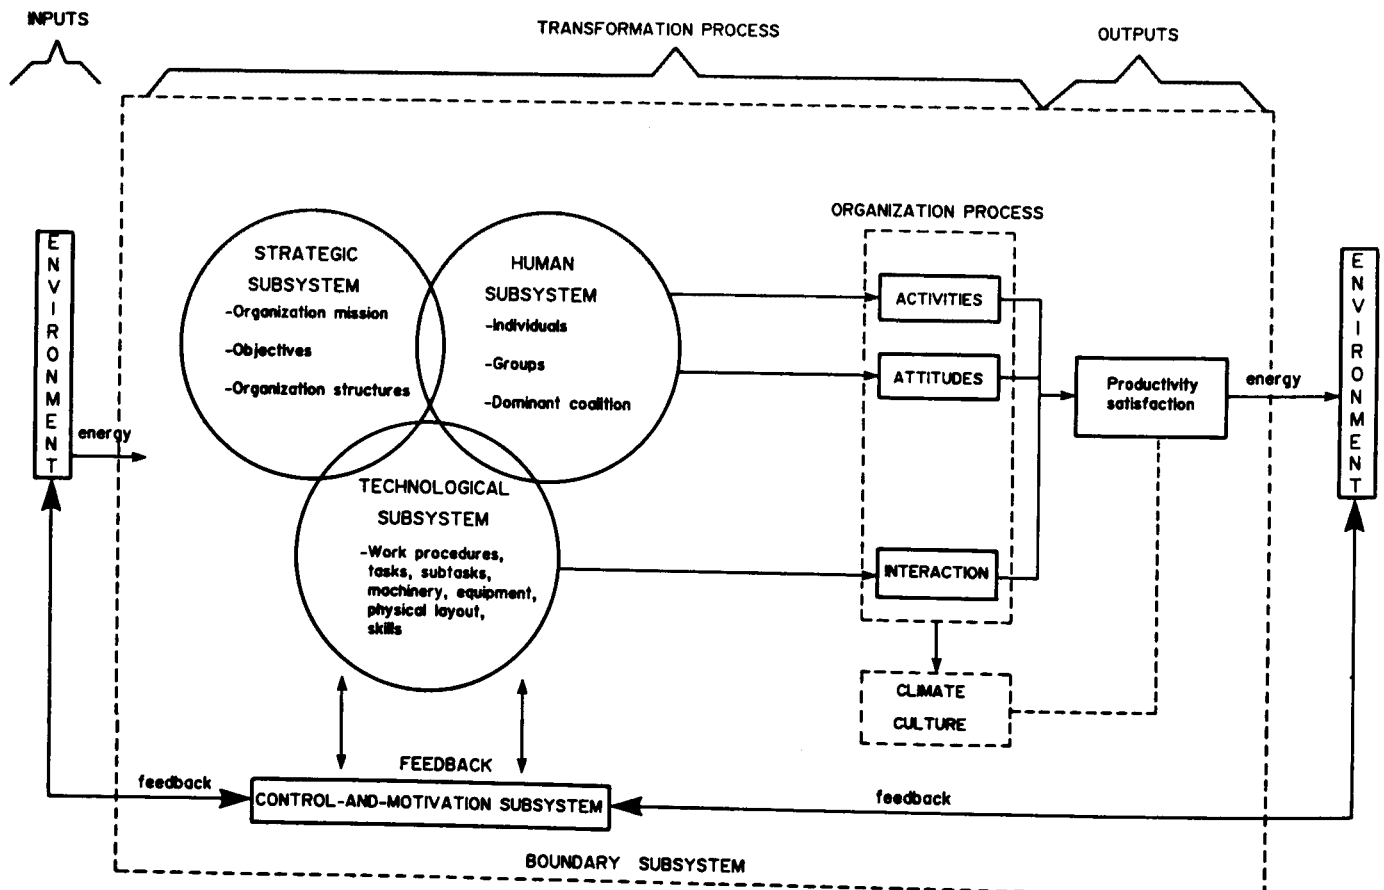 INPUTS
TRANSFORMATION PROCESS
OUTPUTS
ENVIRONMENT
energy
STRATEGIC
SUBSYSTEM
-Organization mission
-Objectives
-Organization structures
HUMAN
SUBSYSTEM
-Individuals
-Groups
-Dominant coalition
TECHNOLOGICAL
SUBSYSTEM
-Work procedures,
tasks, subtasks,
machinery, equipment,
physical layout,
skills
ORGANIZATION PROCESS
ACTIVITIES
ATTITUDES
INTERACTION
CLIMATE
CULTURE
Productivity
satisfaction
energy
ENVIRONMENT
FEEDBACK
feedback
CONTROL-AND-MOTIVATION SUBSYSTEM
feedback
BOUNDARY SUBSYSTEM